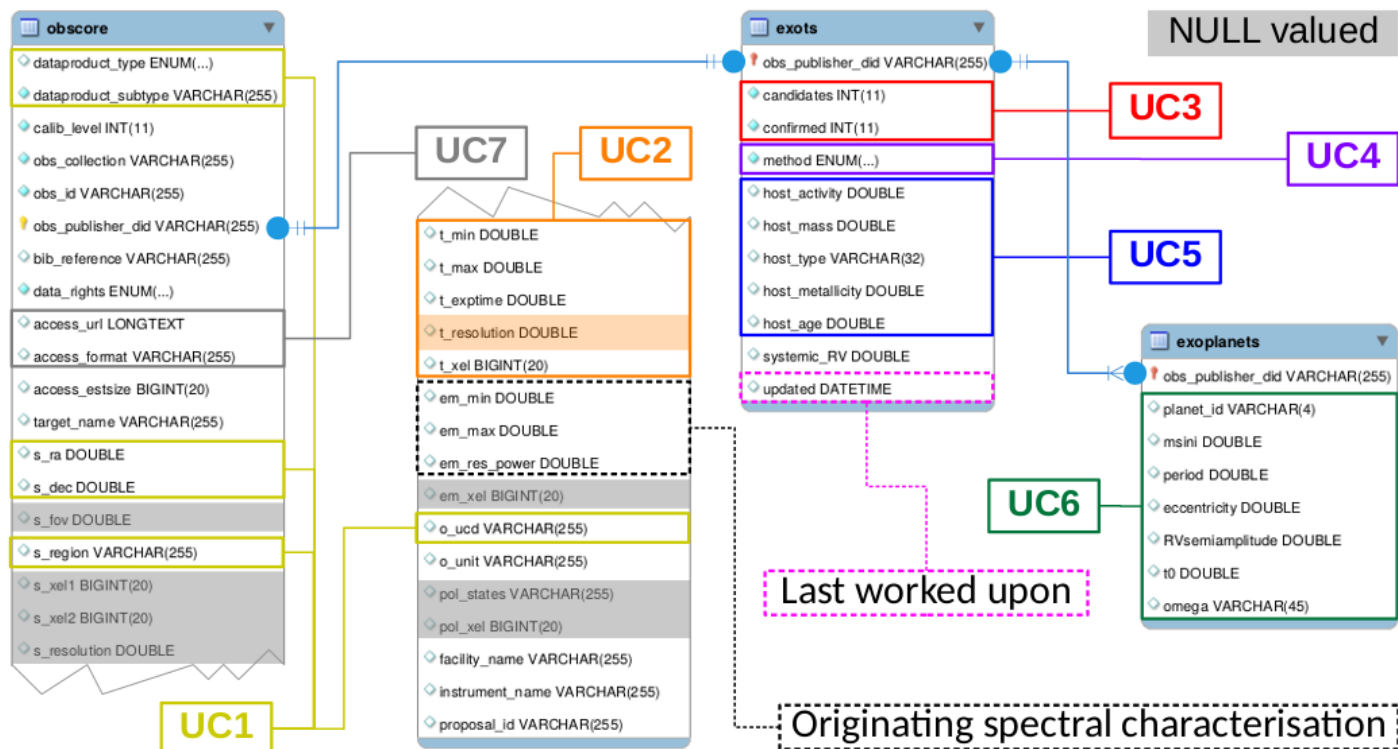 obscore
dataproduct_type ENUM(...)
dataproduct_subtype VARCHAR(255)
calib_level INT(11)
obs_collection VARCHAR(255)
obs_id VARCHAR(255)
obs_publisher_did VARCHAR(255)
bib_reference VARCHAR(255)
data_rights ENUM(...)
access_url LONGTEXT
access_format VARCHAR(255)
access_estsize BIGINT(20)
target_name VARCHAR(255)
s_ra DOUBLE
s_dec DOUBLE
s_fov DOUBLE
s_region VARCHAR(255)
s_xel1 BIGINT(20)
s_xel2 BIGINT(20)
s_resolution DOUBLE
UC1
UC7
UC2
t_min DOUBLE
t_max DOUBLE
t_exptime DOUBLE
t_resolution DOUBLE
t_xel BIGINT(20)
em_min DOUBLE
em_max DOUBLE
em_res_power DOUBLE
em_xel BIGINT(20)
o_ucd VARCHAR(255)
o_unit VARCHAR(255)
pol_states VARCHAR(255)
pol_xel BIGINT(20)
facility_name VARCHAR(255)
instrument_name VARCHAR(255)
proposal_id VARCHAR(255)
exots
obs_publisher_did VARCHAR(255)
candidates INT(11)
confirmed INT(11)
method ENUM(...)
host_activity DOUBLE
host_mass DOUBLE
host_type VARCHAR(32)
host_metallicity DOUBLE
host_age DOUBLE
systemic_RV DOUBLE
updated DATETIME
NULL valued
UC3
UC4
UC5
exoplanets
obs_publisher_did VARCHAR(255)
planet_id VARCHAR(4)
msini DOUBLE
period DOUBLE
eccentricity DOUBLE
RVsemiamplitude DOUBLE
t0 DOUBLE
omega VARCHAR(45)
UC6
Last worked upon
Originating spectral characterisation